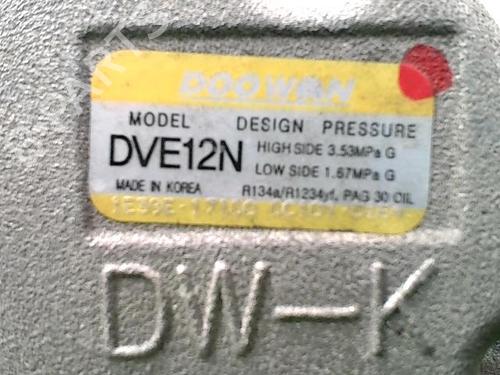 DOOWON
MODEL DESIGN PRESSURE
DVE12N HIGH SIDE 3.53MPa G
LOW SIDE 1.67MPa G
MADE IN KOREA R134a/R1234yf, PAG 30 OIL
DW-K